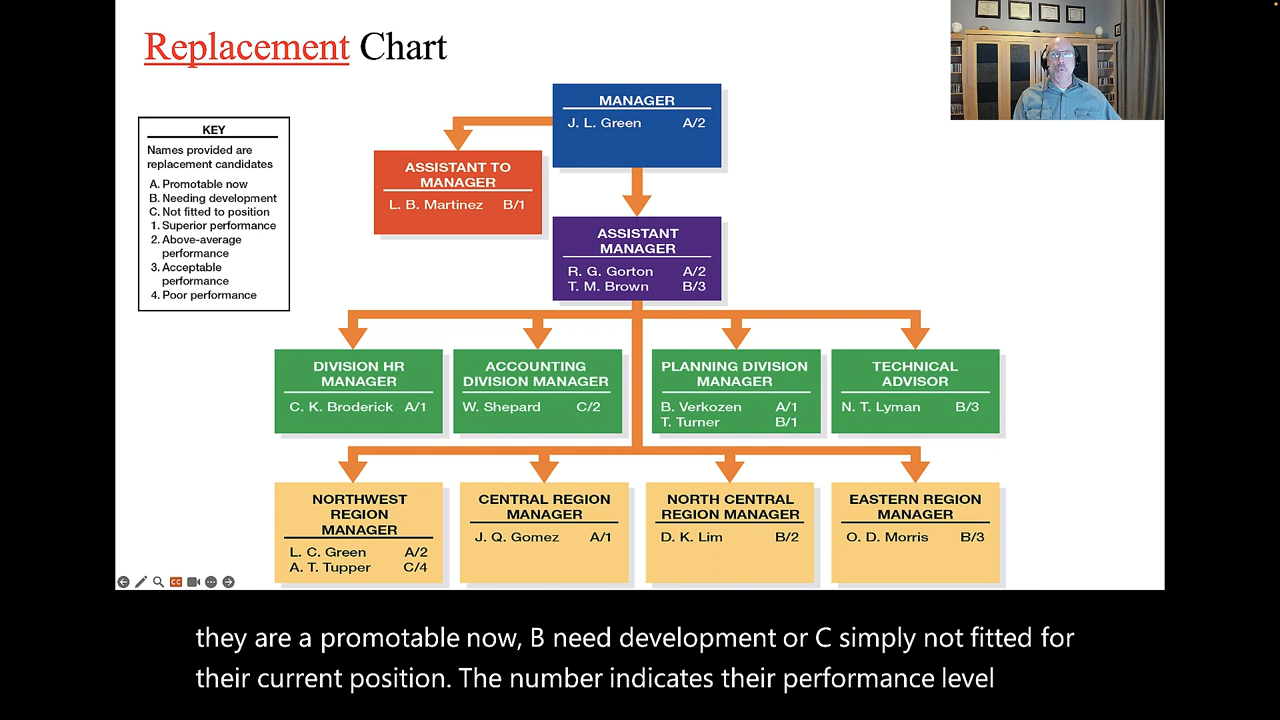 Replacement Chart
KEY
Names provided are
replacement candidates
A. Promotable now
B. Needing development
C. Not fitted to position
1. Superior performance
2. Above-average
performance
3. Acceptable
performance
4. Poor performance
MANAGER
J. L. Green A/2
ASSISTANT TO
MANAGER
L. B. Martinez B/1
ASSISTANT
MANAGER
R. G. Gorton A/2
T. M. Brown B/3
DIVISION HR
MANAGER
C. K. Broderick A/1
ACCOUNTING
DIVISION MANAGER
W. Shepard C/2
PLANNING DIVISION
MANAGER
B. Verkozen A/1
T. Turner B/1
TECHNICAL
ADVISOR
N. T. Lyman B/3
NORTHWEST
REGION
MANAGER
L. C. Green A/2
A. T. Tupper C/4
CENTRAL REGION
MANAGER
J. Q. Gomez A/1
NORTH CENTRAL
REGION MANAGER
D. K. Lim B/2
EASTERN REGION
MANAGER
O. D. Morris B/3
CC
they are a promotable now, B need development or C simply not fitted for
their current position. The number indicates their performance level